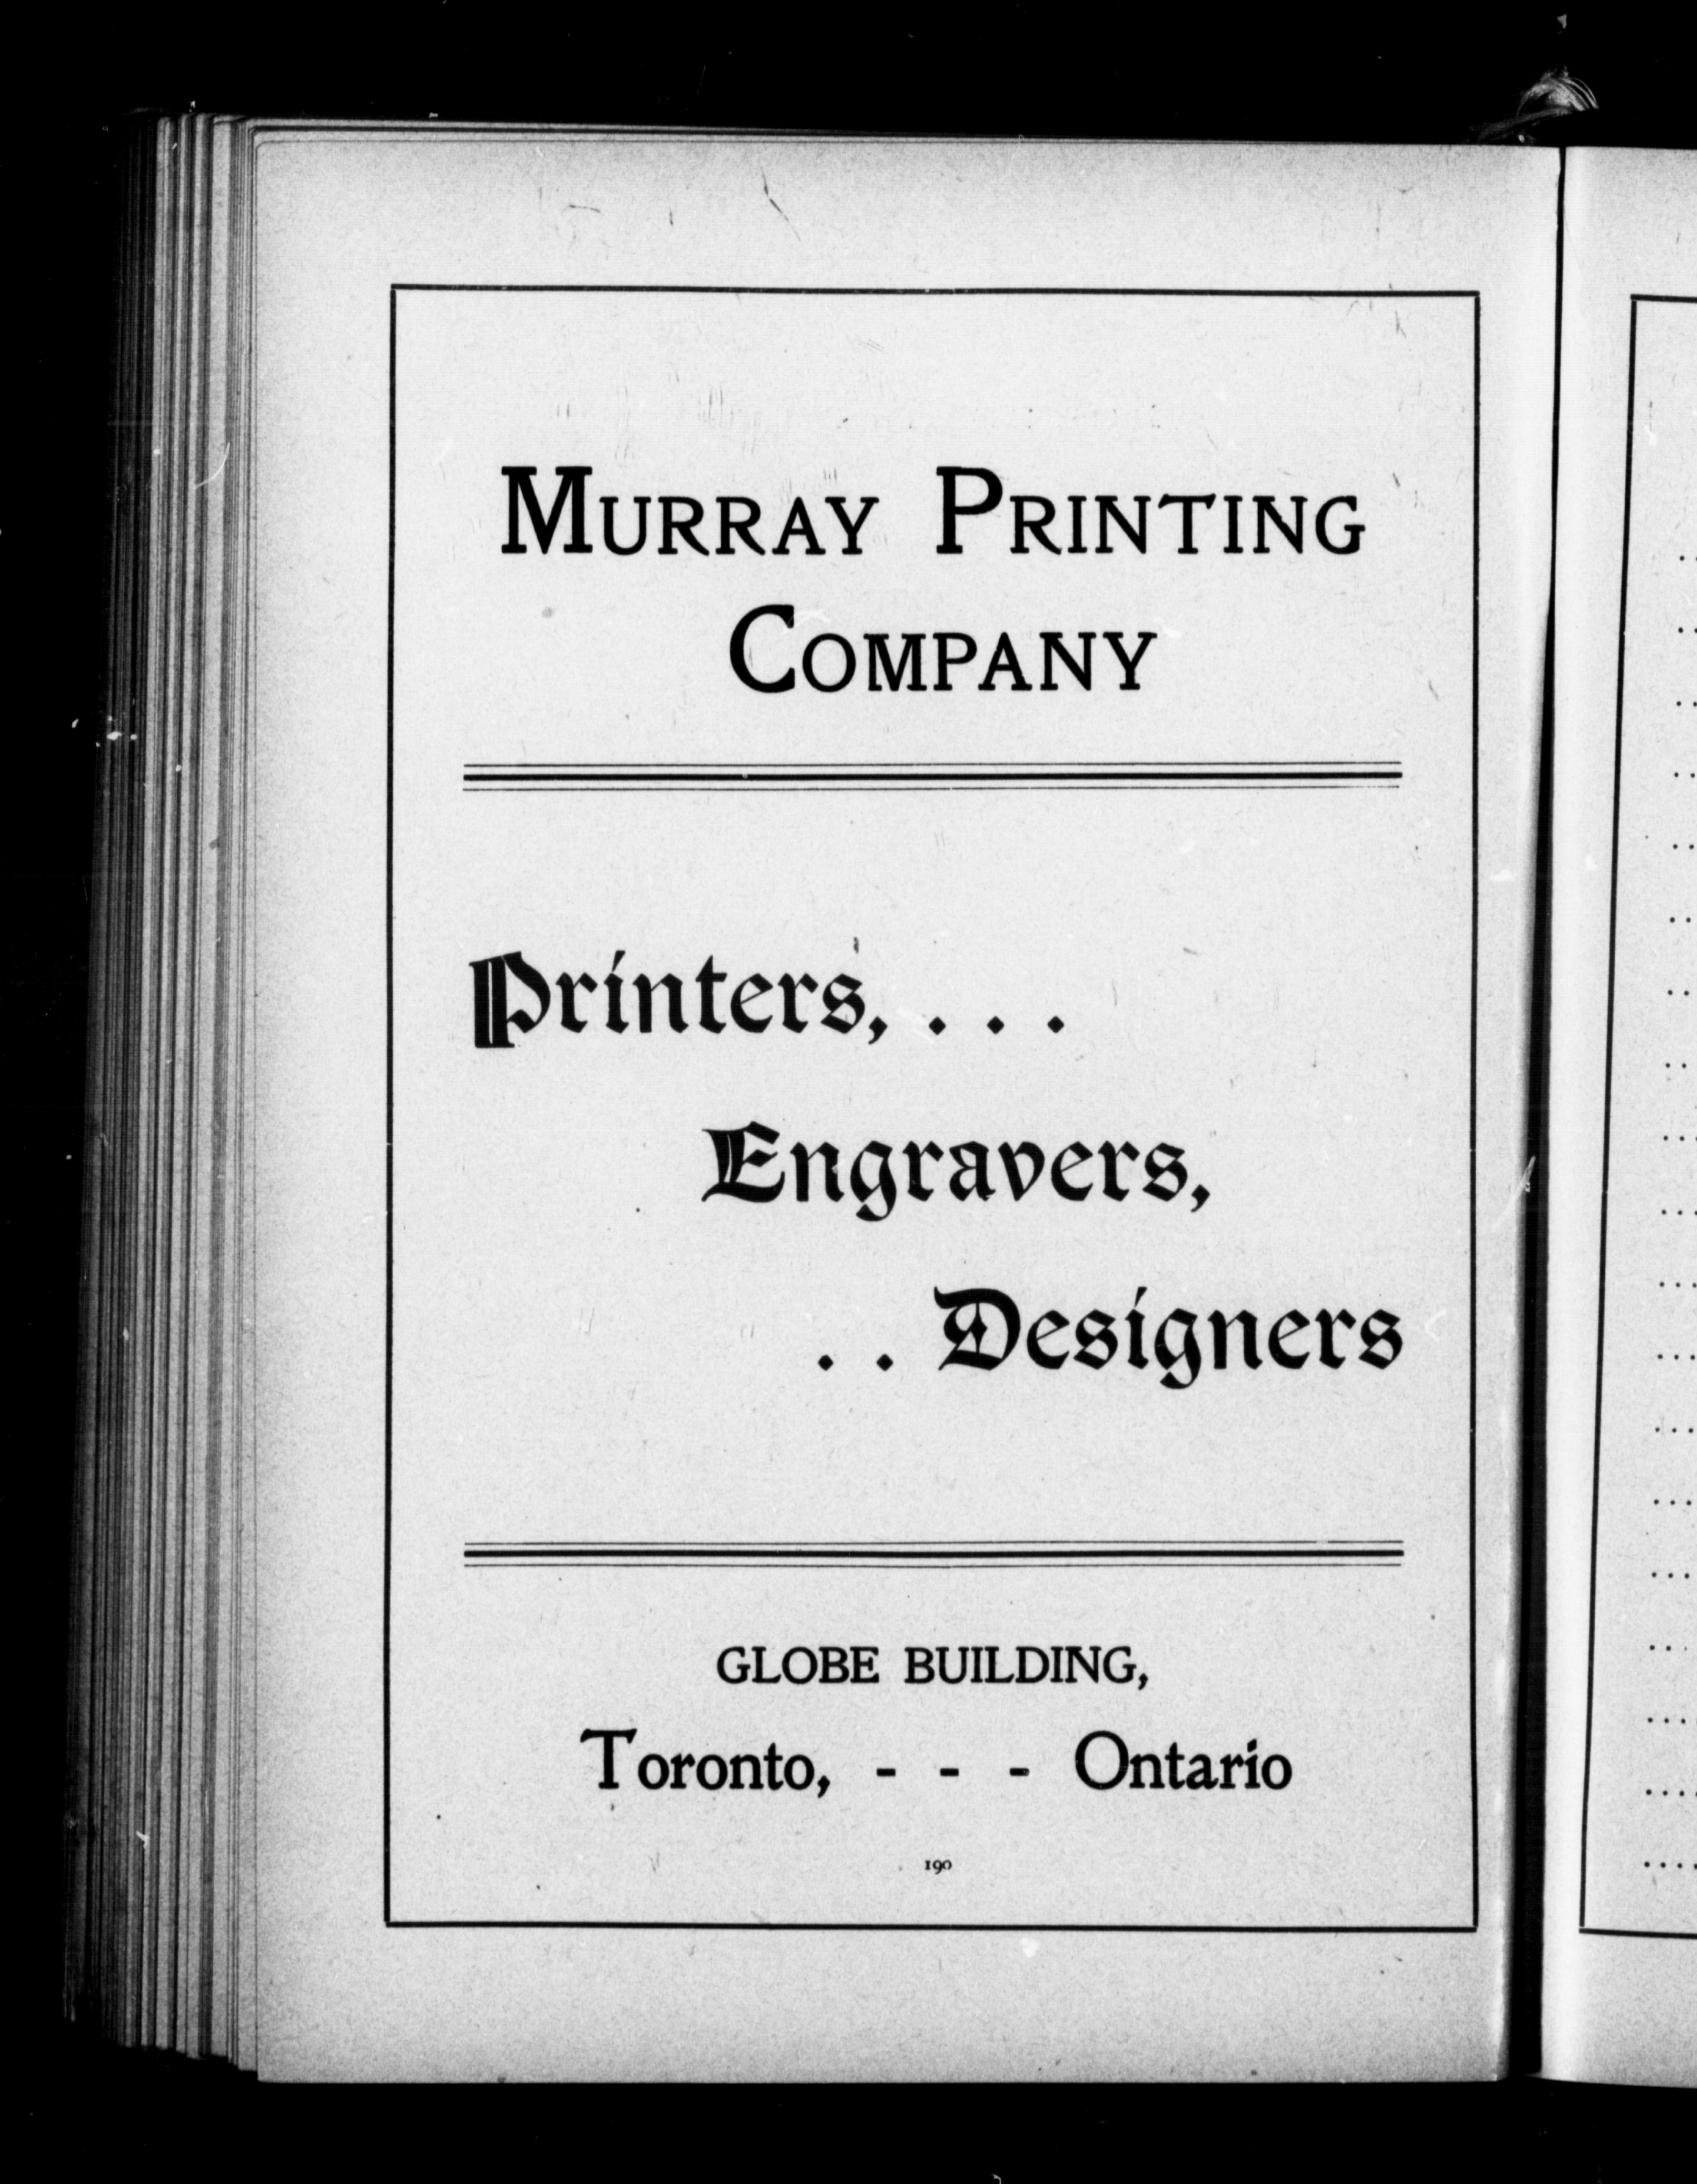 MURRAY PRINTING
COMPANY
Printers, . . .
Engravers,
. . Designers
GLOBE BUILDING,
Toronto, - - - Ontario
190